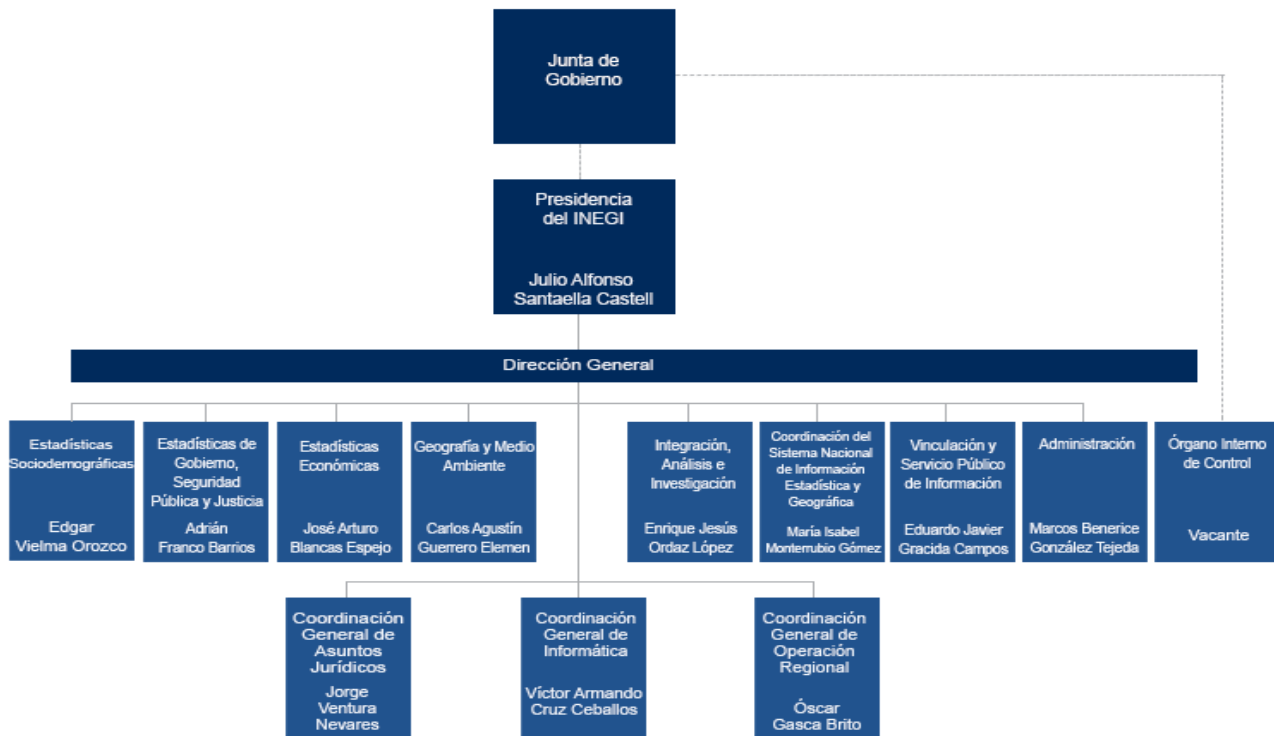 Junta de
Gobierno
Presidencia
del INEGI
Julio Alfonso
Santaella Castell
Dirección General
Estadísticas
Sociodemográficas
Edgar
Vielma Orozco
Estadísticas de
Gobierno,
Seguridad
Pública y Justicia
Adrián
Franco Barrios
Estadísticas
Económicas
José Arturo
Blancas Espejo
Geografía y Medio
Ambiente
Carlos Agustín
Guerrero Elemen
Integración,
Análisis e
Investigación
Enrique Jesús
Ordaz López
Coordinación del
Sistema Nacional
de Información
Estadística y
Geográfica
María Isabel
Monterrubio Gómez
Vinculación y
Servicio Público
de Información
Eduardo Javier
Gracida Campos
Administración
Marcos Benerice
González Tejeda
Órgano Interno
de Control
Vacante
Coordinación
General de
Asuntos
Jurídicos
Jorge
Ventura
Nevares
Coordinación
General de
Informática
Víctor Armando
Cruz Ceballos
Coordinación
General de
Operación
Regional
Óscar
Gasca Brito